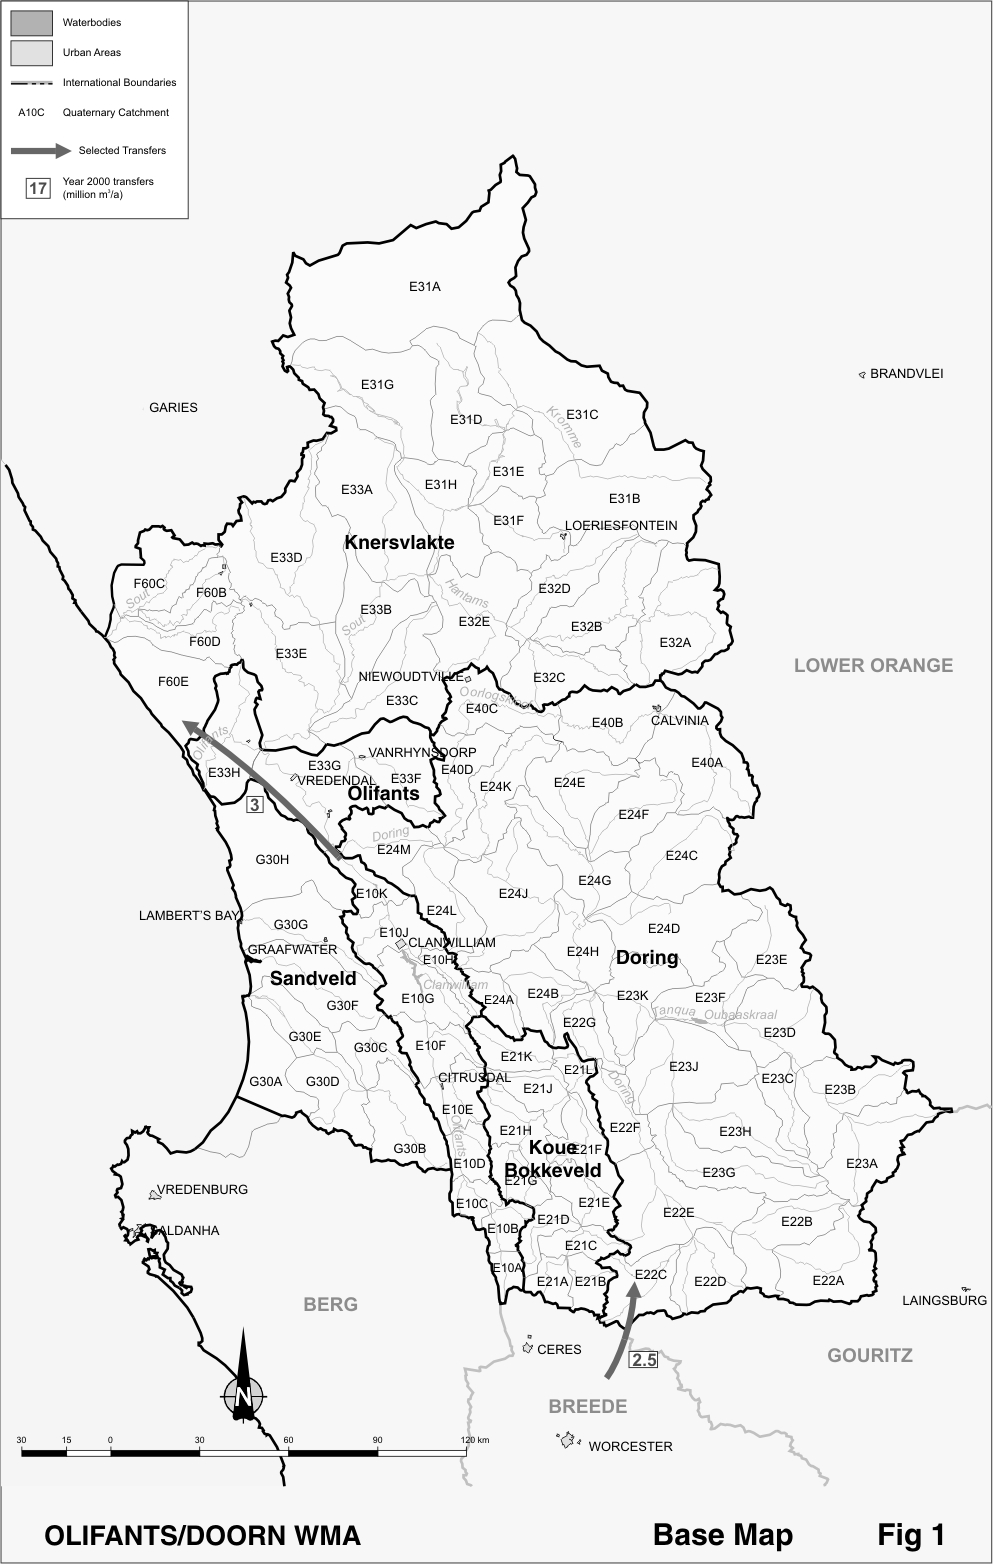 Waterbodies
Urban Areas
International Boundaries
A10C Quaternary Catchment
Selected Transfers
17 Year 2000 transfers
(million m³/a)
E31A
BRANDVLEI
E31G
GARIES
E31D
E31C
Kromme
E31E
E31H
E33A
E31B
E31F
LOERIESFONTEIN
Knersvlakte
E33D
F60C
F60B
E32D
Hantams
Sout
E33B
Sout
E32E
E32B
F60D
E32A
E33E
LOWER ORANGE
NIEWOUDTVILLE
E32C
F60E
Oorlogskloof
E33C
E40C
E40B
CALVINIA
Olifants
VANRHYNSDORP
E33G
E40D
E40A
E33H
VREDENDAL
E33F
E24K
E24E
Olifants
3
E24F
Doring
E24M
E24C
G30H
E24G
E10K
E24J
E24L
LAMBERT'S BAY
G30G
E10J
E24D
CLANWILLIAM
GRAAFWATER
E24H
Doring
E10H
E23E
Sandveld
Clanwilliam
E10G
E24A
E24B
E23K
E23F
G30F
Tanqua
Oubaaskraal
E22G
E23D
G30E
G30C
E10F
E21K
E21L
E23J
G30A
G30D
CITRUSDAL
E21J
E23C
E23B
Doring
E10E
E21H
E22F
E23H
Olifants
G30B
Koue
Bokkeveld
E21F
E10D
E23A
E21G
E23G
VREDENBURG
E10C
E21E
E22E
E21D
E22B
E10B
ALDANHA
E21C
E10A
E21A
E21B
E22C
E22D
E22A
BERG
LAINGSBURG
CERES
2.5
GOURITZ
BREEDE
N
WORCESTER
30 15 0 30 60 90 120 km
OLIFANTS/DOORN WMA Base Map Fig 1